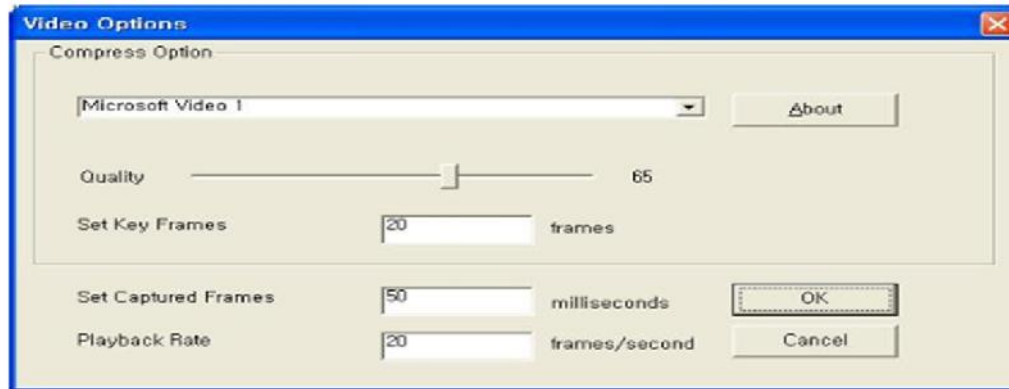 Video Options
Compress Option
Microsoft Video 1
About
Quality 65
Set Key Frames 20 frames
Set Captured Frames 50 milliseconds OK
Playback Rate 20 frames/second Cancel